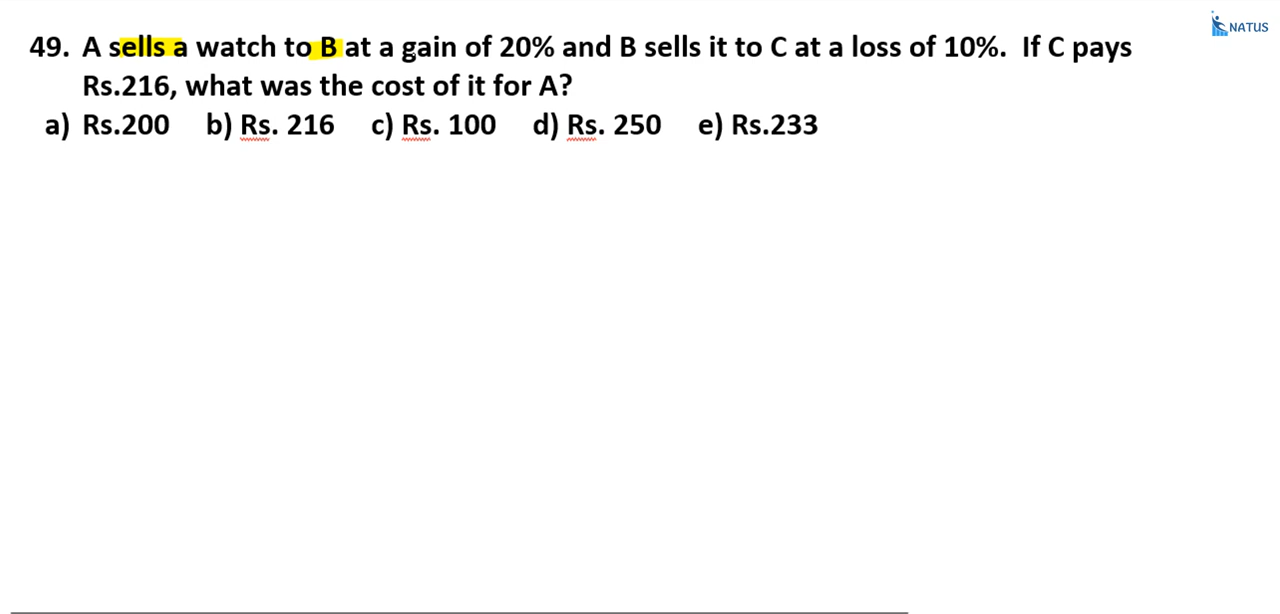 NATUS
49. A sells a watch to B at a gain of 20% and B sells it to C at a loss of 10%. If C pays
Rs.216, what was the cost of it for A?
a) Rs.200 b) Rs. 216 c) Rs. 100 d) Rs. 250 e) Rs.233